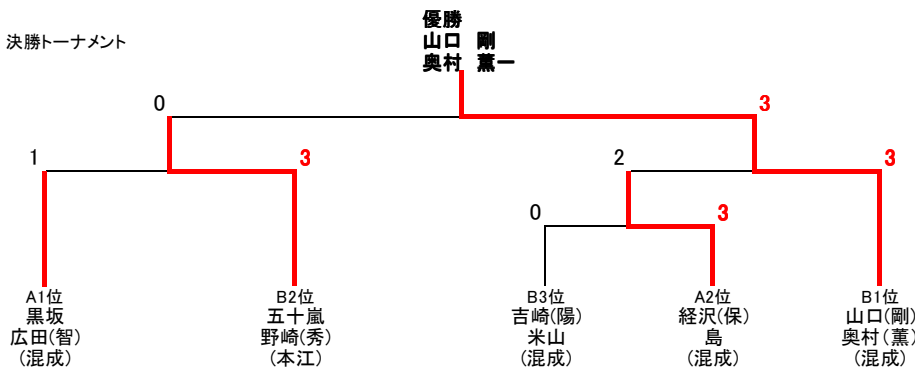 優勝
山口　剛
奥村　薫一
決勝トーナメント
0
3
1
3
2
3
0
3
A1位
黒坂
広田(智)
(混成)
B2位
五十嵐
野崎(秀)
(本江)
B3位
吉崎(陽)
米山
(混成)
A2位
経沢(保)
島
(混成)
B1位
山口(剛)
奥村(薫)
(混成)